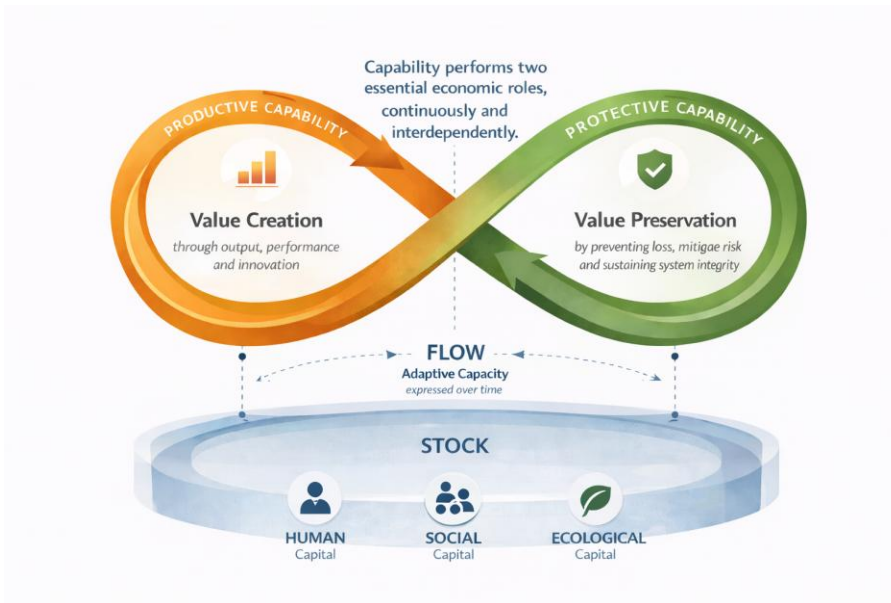 Capability performs two
essential economic roles,
continuously and
interdependently.
PRODUCTIVE CAPABILITY
PROTECTIVE CAPABILITY
Value Creation
through output, performance
and innovation
Value Preservation
by preventing loss, mitigae risk
and sustaining system integrity
FLOW
Adaptive Capacity
expressed over time
STOCK
HUMAN
Capital
SOCIAL
Capital
ECOLOGICAL
Capital